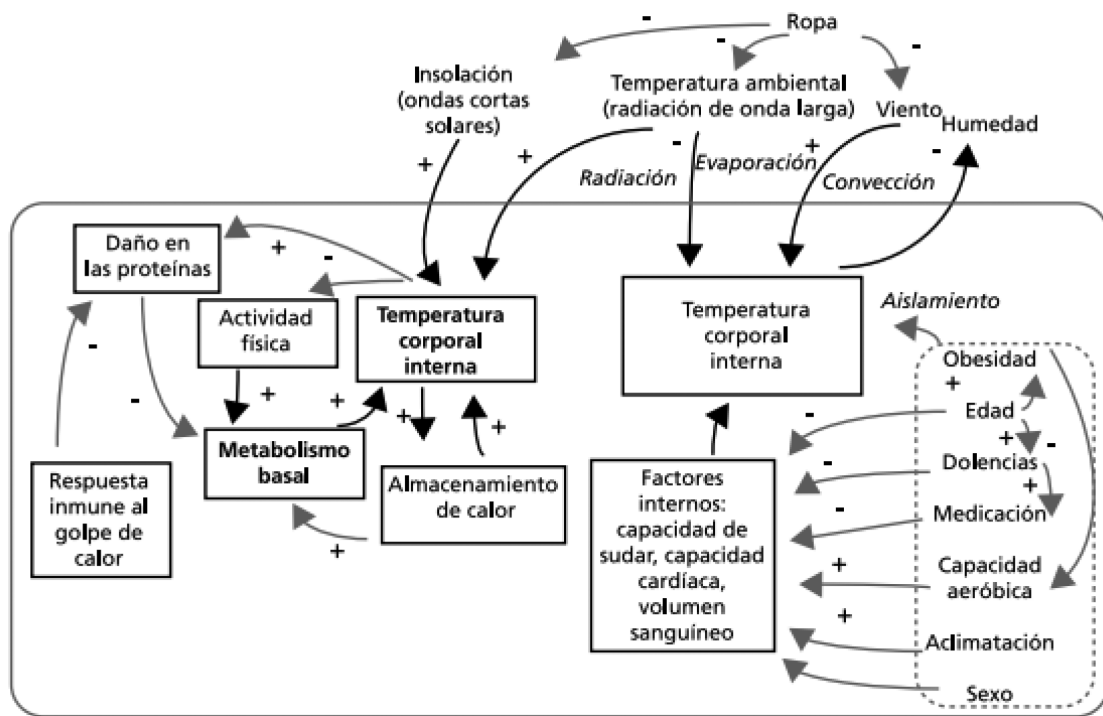 Ropa
-
-
-
Insolación
(ondas cortas
solares)
Temperatura ambiental
(radiación de onda larga)
Viento
Humedad
+
+
-
+
-
Radiación
Evaporación
Convección
Daño en
las proteínas
+
-
Actividad
física
Temperatura
corporal
interna
Temperatura
corporal
interna
Aislamiento
Obesidad
+
Edad
-
+
-
Dolencias
-
+
Medicación
-
Capacidad
aeróbica
+
Aclimatación
+
Sexo
Factores
internos:
capacidad de
sudar, capacidad
cardíaca,
volumen
sanguíneo
-
-
+
+
+
+
Metabolismo
basal
Almacenamiento
de calor
+
Respuesta
inmune al
golpe de
calor